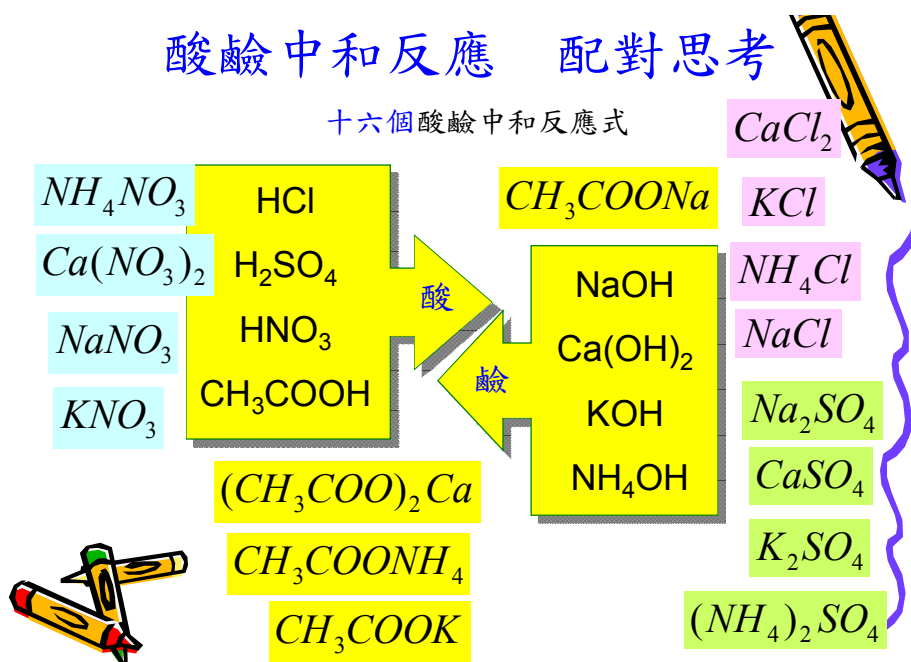 酸鹼中和反應 配對思考
十六個酸鹼中和反應式
NH₄NO₃
Ca(NO₃)₂
NaNO₃
KNO₃
HCl
H₂SO₄
HNO₃
CH₃COOH
酸
鹼
CH₃COONa
NaOH
Ca(OH)₂
KOH
NH₄OH
CaCl₂
KCl
NH₄Cl
NaCl
Na₂SO₄
CaSO₄
K₂SO₄
(NH₄)₂SO₄
(CH₃COO)₂Ca
CH₃COONH₄
CH₃COOK